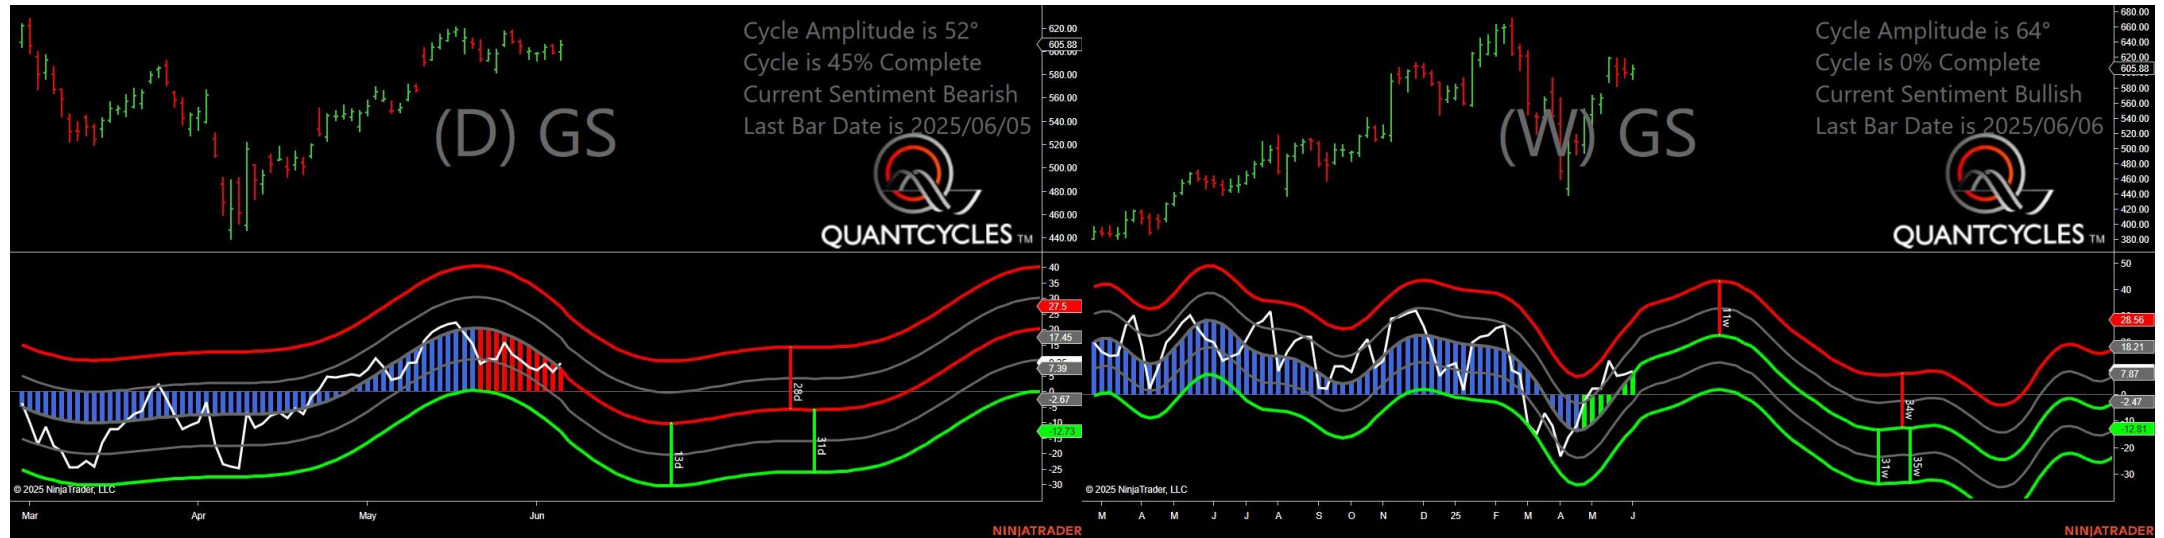 Cycle Amplitude is 52°
Cycle is 45% Complete
Current Sentiment Bearish
Last Bar Date is 2025/06/05
(D) GS
QUANTCYCLES TM
620.00
605.88
580.00
560.00
540.00
520.00
500.00
480.00
460.00
440.00
40
35
27.5
25
17.45
15
7.39
5
0
-2.67
-5
-10
-12.73
-15
-20
-25
-30
13d
28d
31d
© 2025 NinjaTrader, LLC
Mar
Apr
May
Jun
NINJATRADER
Cycle Amplitude is 64°
Cycle is 0% Complete
Current Sentiment Bullish
Last Bar Date is 2025/06/06
(W) GS
QUANTCYCLES TM
680.00
660.00
640.00
620.00
605.88
580.00
560.00
540.00
520.00
500.00
480.00
460.00
440.00
420.00
400.00
380.00
50
40
28.56
18.21
7.87
-2.47
-10
-12.81
-20
-30
11w
31w
34w
35w
© 2025 NinjaTrader, LLC
M
A
M
J
J
A
S
O
N
D
25
F
M
A
M
J
NINJATRADER